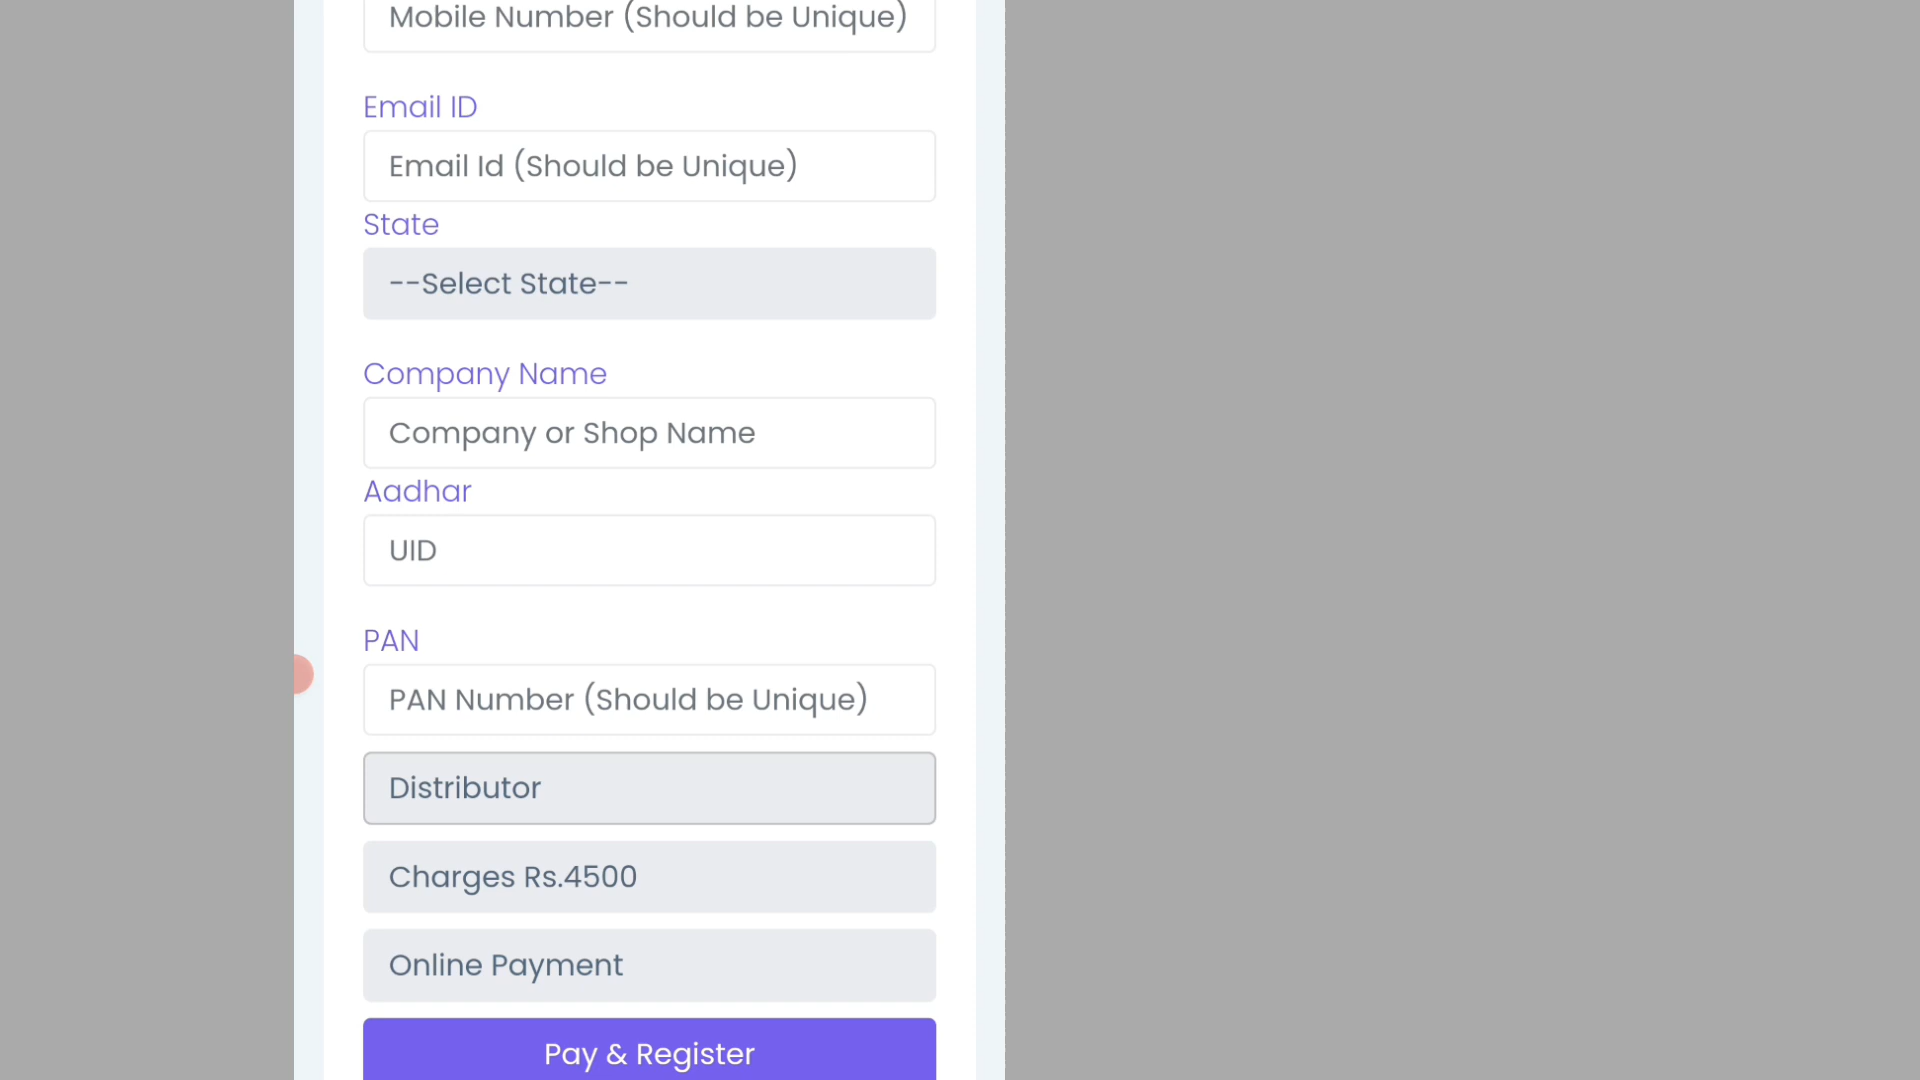 Mobile Number (Should be Unique)
Email ID
Email Id (Should be Unique)
State
--Select State--
Company Name
Company or Shop Name
Aadhar
UID
PAN
PAN Number (Should be Unique)
Distributor
Charges Rs.4500
Online Payment
Pay & Register